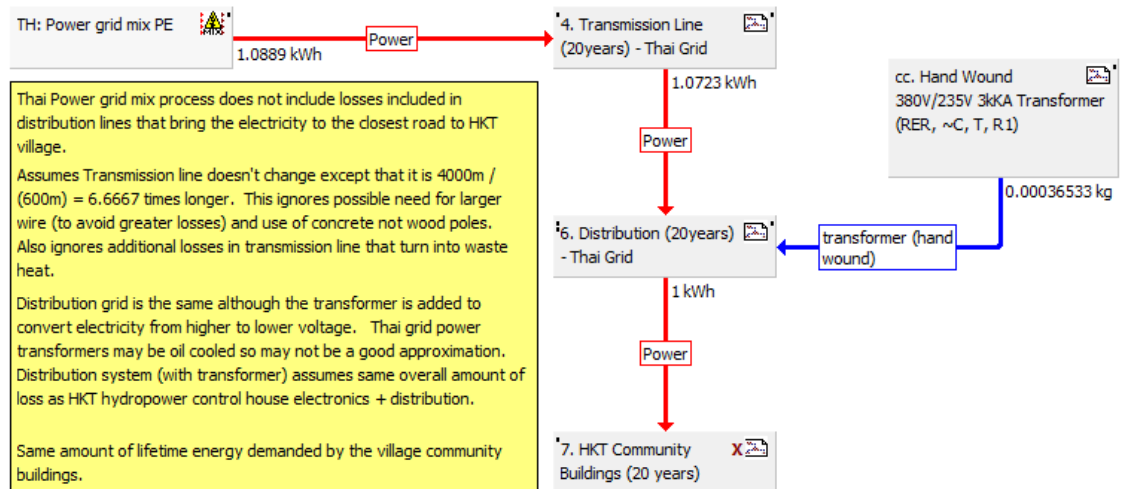 TH: Power grid mix PE
MIX
Power
1.0889 kWh
4. Transmission Line
(20years) - Thai Grid
1.0723 kWh
cc. Hand Wound
380V/235V 3kKA Transformer
(RER, ~C, T, R1)
0.00036533 kg
Thai Power grid mix process does not include losses included in
distribution lines that bring the electricity to the closest road to HKT
village.
Assumes Transmission line doesn't change except that it is 4000m /
(600m) = 6.6667 times longer.  This ignores possible need for larger
wire (to avoid greater losses) and use of concrete not wood poles.
Also ignores additional losses in transmission line that turn into waste
heat.
Distribution grid is the same although the transformer is added to
convert electricity from higher to lower voltage.   Thai grid power
transformers may be oil cooled so may not be a good approximation.
Distribution system (with transformer) assumes same overall amount of
loss as HKT hydropower control house electronics + distribution.
Same amount of lifetime energy demanded by the village community
buildings.
Power
6. Distribution (20years)
- Thai Grid
transformer (hand
wound)
1 kWh
Power
7. HKT Community
Buildings (20 years)
X